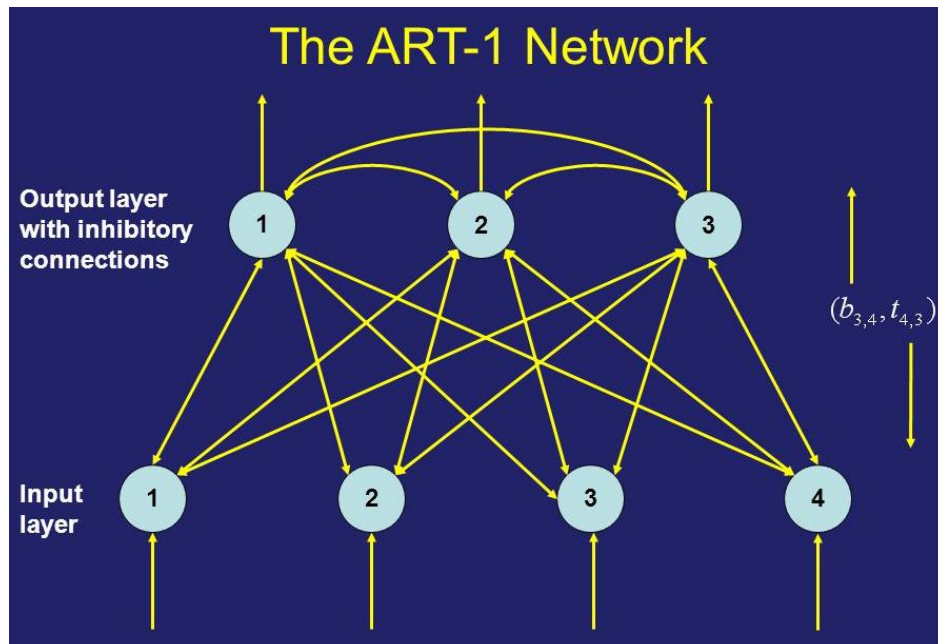 The ART-1 Network
Output layer
with inhibitory
connections
1
2
3
(b3,4, t4,3)
Input
layer
1
2
3
4